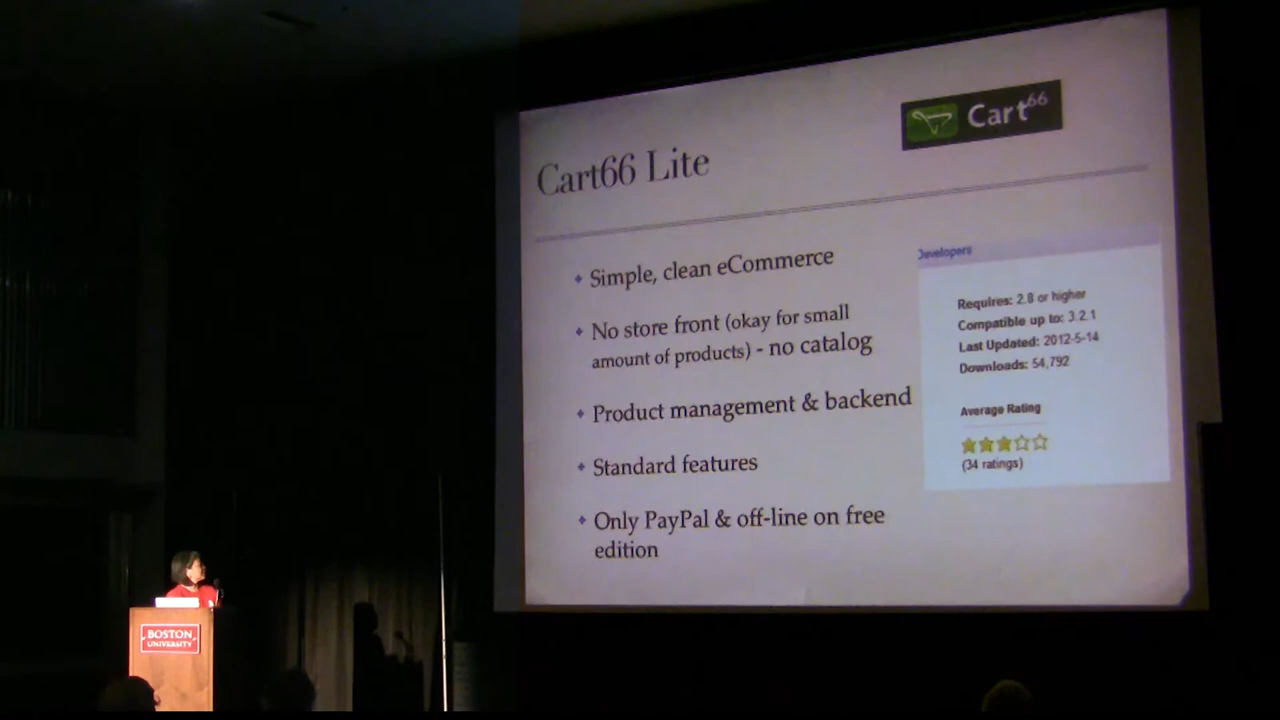 Cart66
Cart66 Lite
Simple, clean eCommerce
No store front (okay for small
amount of products) - no catalog
Product management & backend
Standard features
Only PayPal & off-line on free
edition
Developers
Requires: 2.8 or higher
Compatible up to: 3.2.1
Last Updated: 2012-5-14
Downloads: 54,792
Average Rating
(34 ratings)
BOSTON
UNIVERSITY